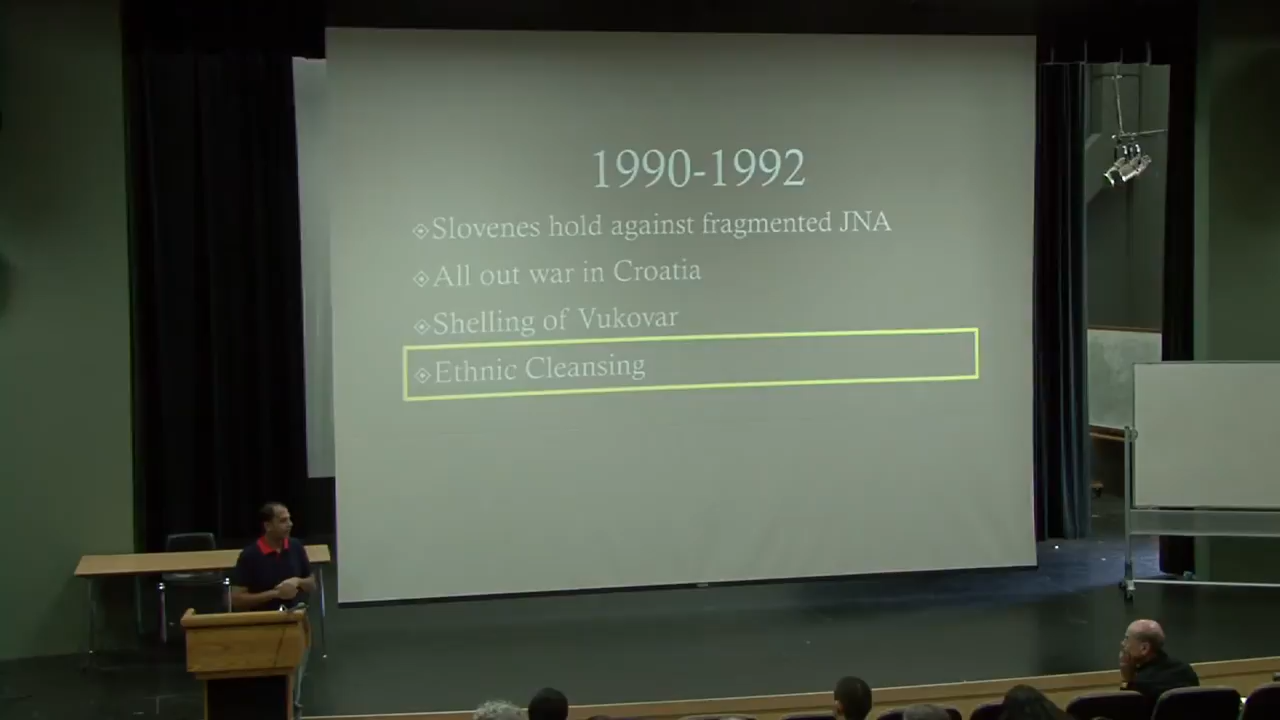 1990-1992
Slovenes hold against fragmented JNA
All out war in Croatia
Shelling of Vukovar
Ethnic Cleansing